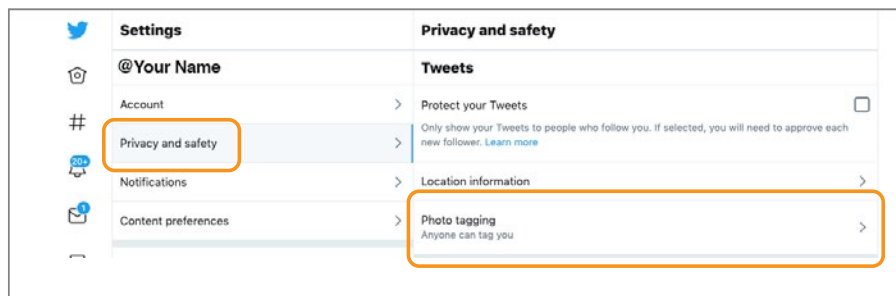 Settings
Privacy and safety
@Your Name
Tweets
Account
Protect your Tweets
Only show your Tweets to people who follow you. If selected, you will need to approve each
new follower. Learn more
Privacy and safety
20+
Notifications
Location information
1
Content preferences
Photo tagging
Anyone can tag you